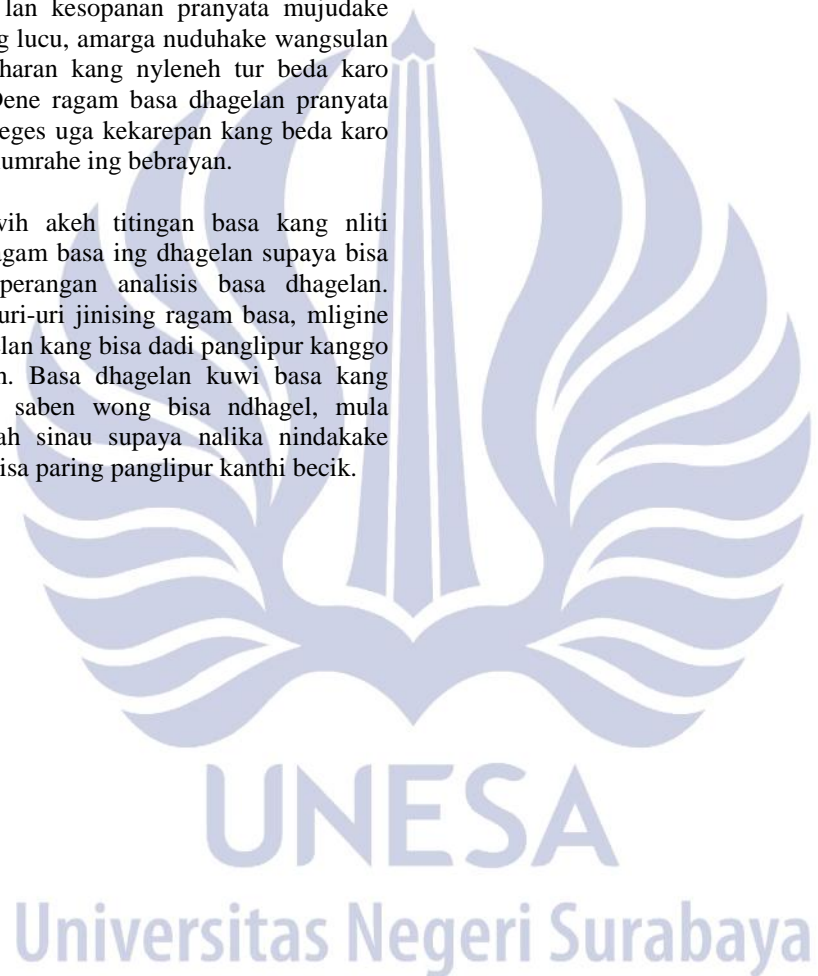 lan kesopanan pranyata mujudake
lucu, amarga nuduhake wangsulan
haran kang nyleneh tur beda karo
Dene ragam basa dhagelan pranyata
eges uga kekarepan kang beda karo
umrahe ing bebrayan.
vih akeh titingan basa kang nliti
agam basa ing dhagelan supaya bisa
perangan analisis basa dhagelan.
uri-uri jinising ragam basa, mligine
elan kang bisa dadi panglipur kanggo
n. Basa dhagelan kuwi basa kang
saben wong bisa ndhagel, mula
ah sinau supaya nalika nindakake
isa paring panglipur kanthi becik.
UNESA
Universitas Negeri Surabaya